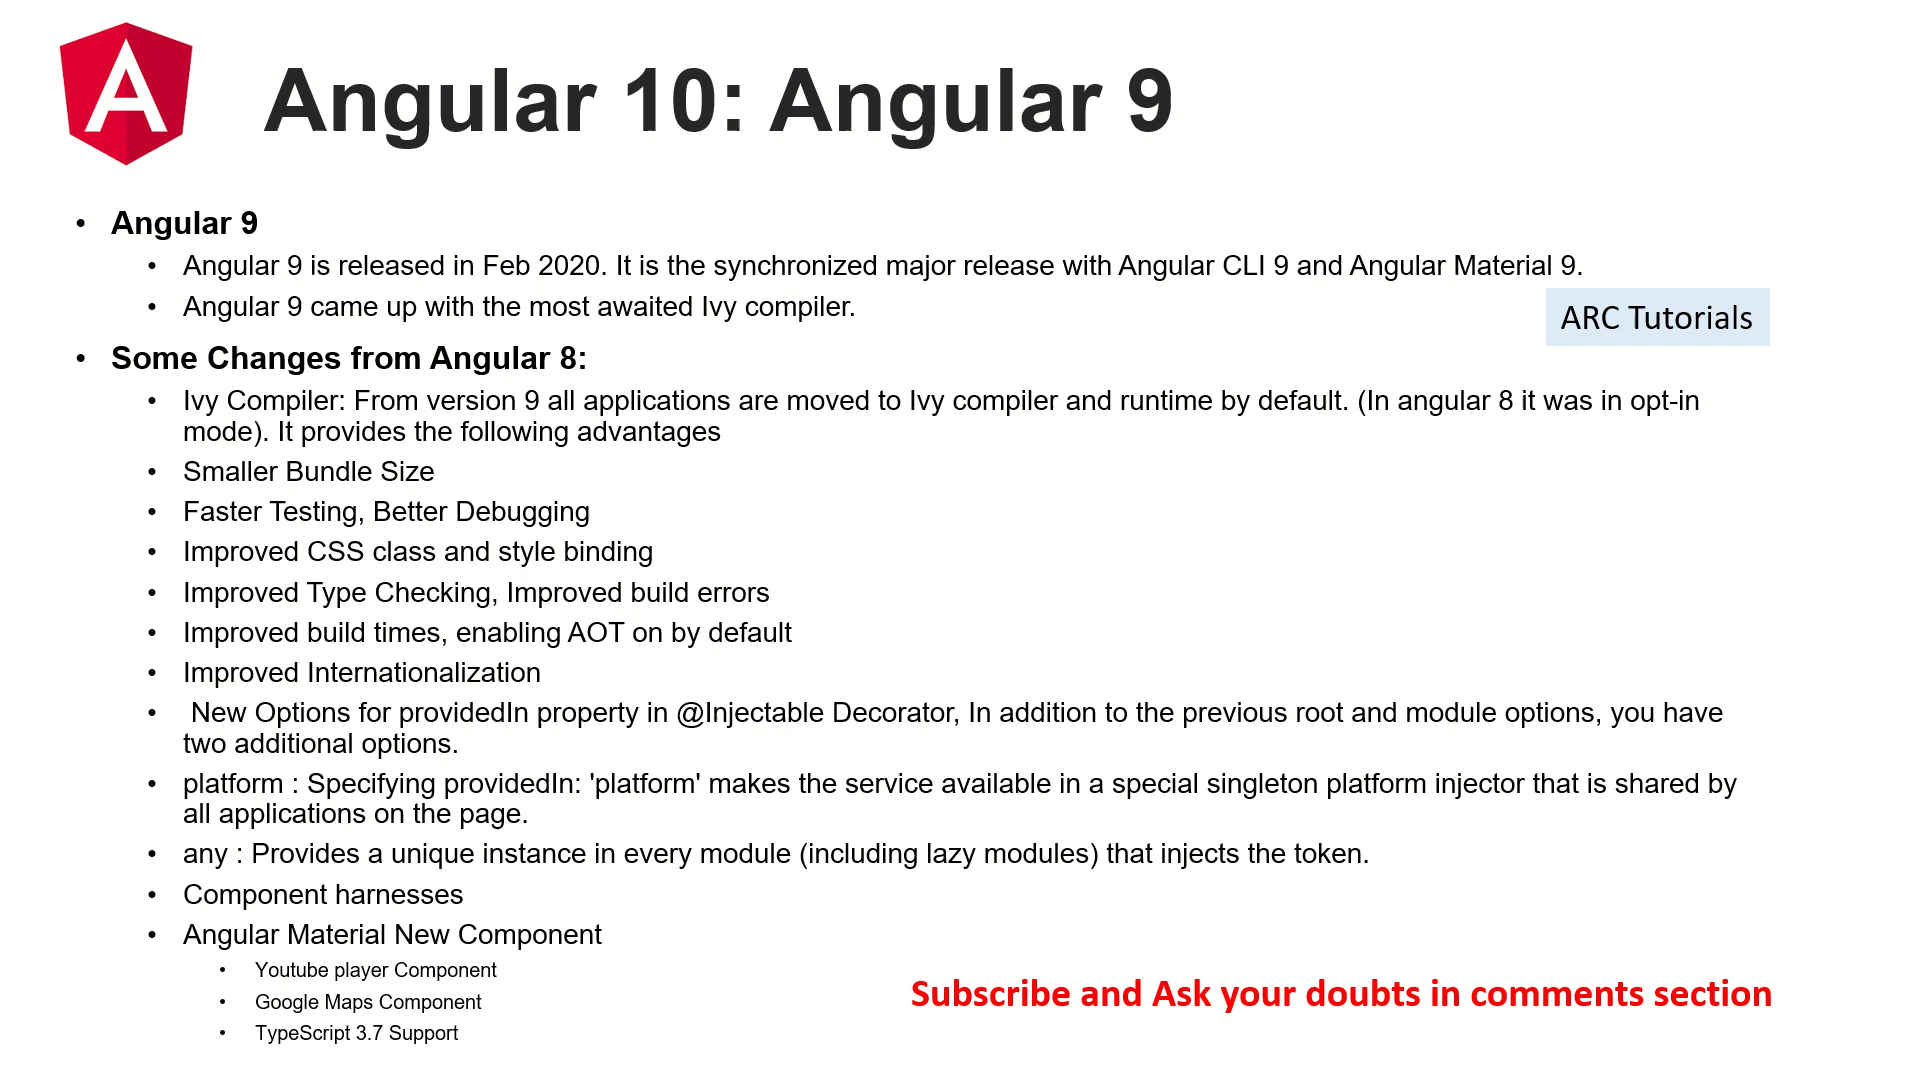 Angular 10: Angular 9
• Angular 9
• Angular 9 is released in Feb 2020. It is the synchronized major release with Angular CLI 9 and Angular Material 9.
• Angular 9 came up with the most awaited Ivy compiler.
ARC Tutorials
• Some Changes from Angular 8:
• Ivy Compiler: From version 9 all applications are moved to Ivy compiler and runtime by default. (In angular 8 it was in opt-in
mode). It provides the following advantages
• Smaller Bundle Size
• Faster Testing, Better Debugging
• Improved CSS class and style binding
• Improved Type Checking, Improved build errors
• Improved build times, enabling AOT on by default
• Improved Internationalization
• New Options for providedIn property in @Injectable Decorator, In addition to the previous root and module options, you have
two additional options.
• platform : Specifying providedIn: 'platform' makes the service available in a special singleton platform injector that is shared by
all applications on the page.
• any : Provides a unique instance in every module (including lazy modules) that injects the token.
• Component harnesses
• Angular Material New Component
• Youtube player Component
• Google Maps Component
• TypeScript 3.7 Support
Subscribe and Ask your doubts in comments section